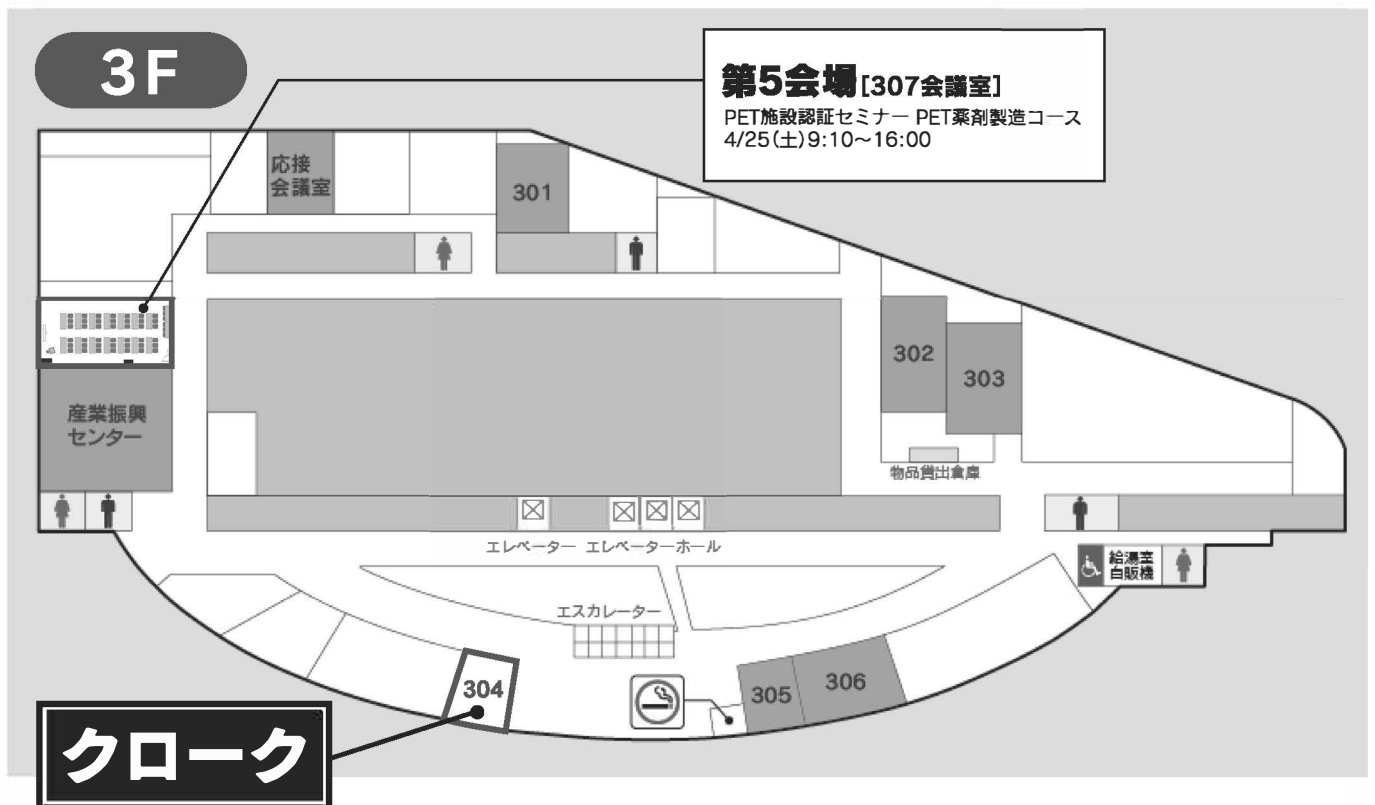 3F
第5会場[307会議室]
PET施設認証セミナー PET薬剤製造コース
4/25(土)9:10〜16:00
応接
会議室
301
302
303
産業振興
センター
物品貸出倉庫
エレベーター エレベーターホール
給湯室
自販機
エスカレーター
304
305
306
クローク